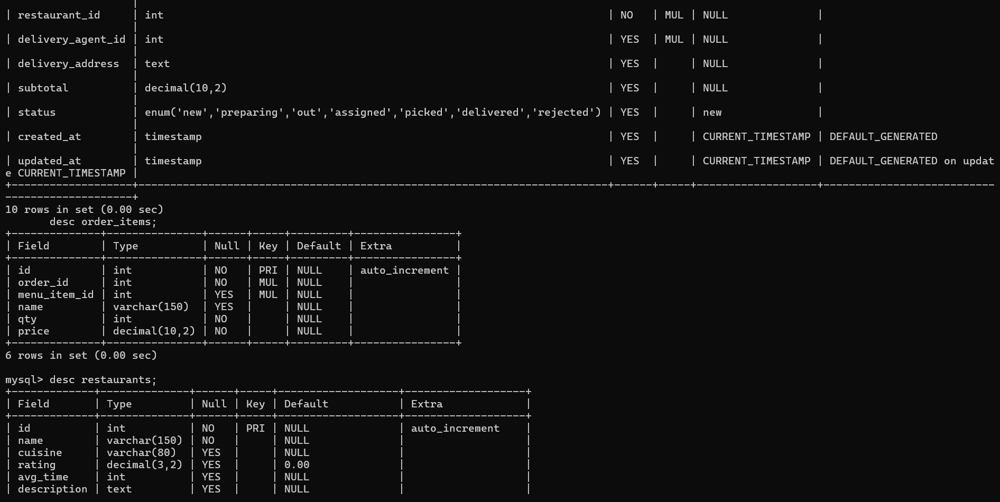 |
| restaurant_id     | int                                                                      | NO   | MUL | NULL              |
                    |
| delivery_agent_id | int                                                                      | YES  | MUL | NULL              |
                    |
| delivery_address  | text                                                                     | YES  |     | NULL              |
                    |
| subtotal          | decimal(10,2)                                                            | YES  |     | NULL              |
                    |
| status            | enum('new','preparing','out','assigned','picked','delivered','rejected') | YES  |     | new               |
                    |
| created_at        | timestamp                                                                | YES  |     | CURRENT_TIMESTAMP | DEFAULT_GENERATED
                    |
| updated_at        | timestamp                                                                | YES  |     | CURRENT_TIMESTAMP | DEFAULT_GENERATED on updat
e CURRENT_TIMESTAMP |
+-------------------+--------------------------------------------------------------------------+------+-----+-------------------+---------------------------
--------------------+
10 rows in set (0.00 sec)
       desc order_items;
+--------------+---------------+------+-----+---------+----------------+
| Field        | Type          | Null | Key | Default | Extra          |
+--------------+---------------+------+-----+---------+----------------+
| id           | int           | NO   | PRI | NULL    | auto_increment |
| order_id     | int           | NO   | MUL | NULL    |                |
| menu_item_id | int           | YES  | MUL | NULL    |                |
| name         | varchar(150)  | YES  |     | NULL    |                |
| qty          | int           | NO   |     | NULL    |                |
| price        | decimal(10,2) | NO   |     | NULL    |                |
+--------------+---------------+------+-----+---------+----------------+
6 rows in set (0.00 sec)

mysql> desc restaurants;
+-------------+--------------+------+-----+-------------------+-------------------+
| Field       | Type         | Null | Key | Default           | Extra             |
+-------------+--------------+------+-----+-------------------+-------------------+
| id          | int          | NO   | PRI | NULL              | auto_increment    |
| name        | varchar(150) | NO   |     | NULL              |                   |
| cuisine     | varchar(80)  | YES  |     | NULL              |                   |
| rating      | decimal(3,2) | YES  |     | 0.00              |                   |
| avg_time    | int          | YES  |     | NULL              |                   |
| description | text         | YES  |     | NULL              |                   |